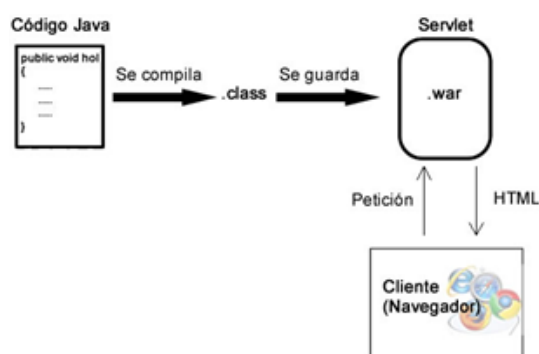 Código Java
Servlet
public void hol
{
.....
.....
.....
}
Se compila
.class
Se guarda
.war
Petición
HTML
Cliente
(Navegador)